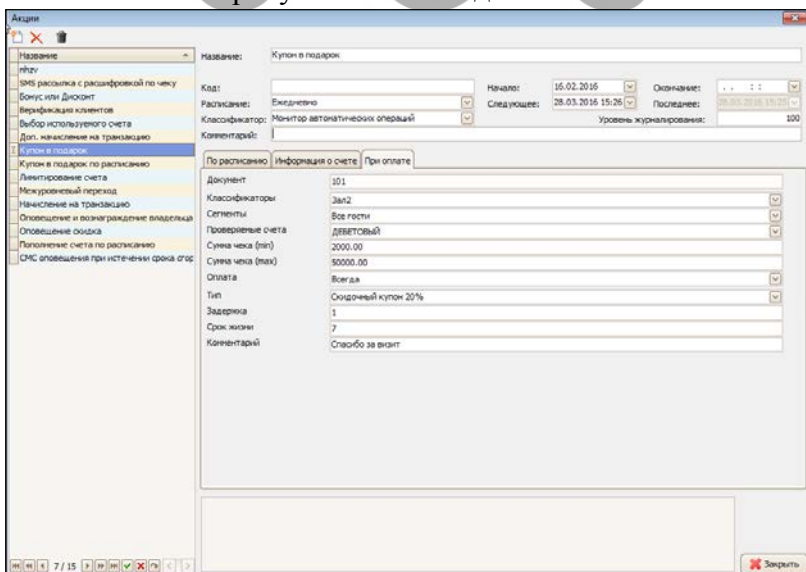 Акции
Название
nhzv
SMS рассылка с расшифровкой по чеку
Бонус или Дисконт
Верификация клиентов
Выбор используемого счета
Доп. начисление на транзакцию
Купон в подарок
Купон в подарок по расписанию
Лимитирование счета
Межуровневый переход
Начисление на транзакцию
Оповещение и вознаграждение владельца
Оповещение скидка
Пополнение счета по расписанию
СМС оповещения при истечении срока сгор
7 / 15
Название: Купон в подарок
Код: Начало: 16.02.2016 Окончание: . . : :
Расписание: Ежедневно Следующее: 28.03.2016 15:26 Последнее:
Классификатор: Монитор автоматических операций Уровень журналирования: 100
Комментарий:
По расписанию Информация о счете При оплате
Документ 101
Классификаторы Зал2
Сегменты Все гости
Проверяемые счета ДЕБЕТОВЫЙ
Сумма чека (min) 2000.00
Сумма чека (max) 50000.00
Оплата Всегда
Тип Скидочный купон 20%
Задержка 1
Срок жизни 7
Комментарий Спасибо за визит
Закрыть